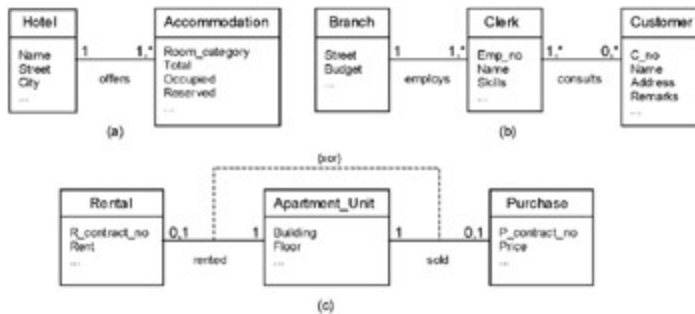 Hotel
Accommodation
Branch
Clerk
Customer
Name
Street
City
...
1
1,*
offers
Room_category
Total
Occupied
Reserved
...
Street
Budget
...
1
1,*
employs
Emp_no
Name
Skills
...
1,*
0,*
consults
C_no
Name
Address
Remarks
...
(a)
(b)
{xor}
Rental
Apartment_Unit
Purchase
R_contract_no
Rent
...
0,1
1
rented
Building
Floor
...
1
0,1
sold
P_contract_no
Price
...
(c)